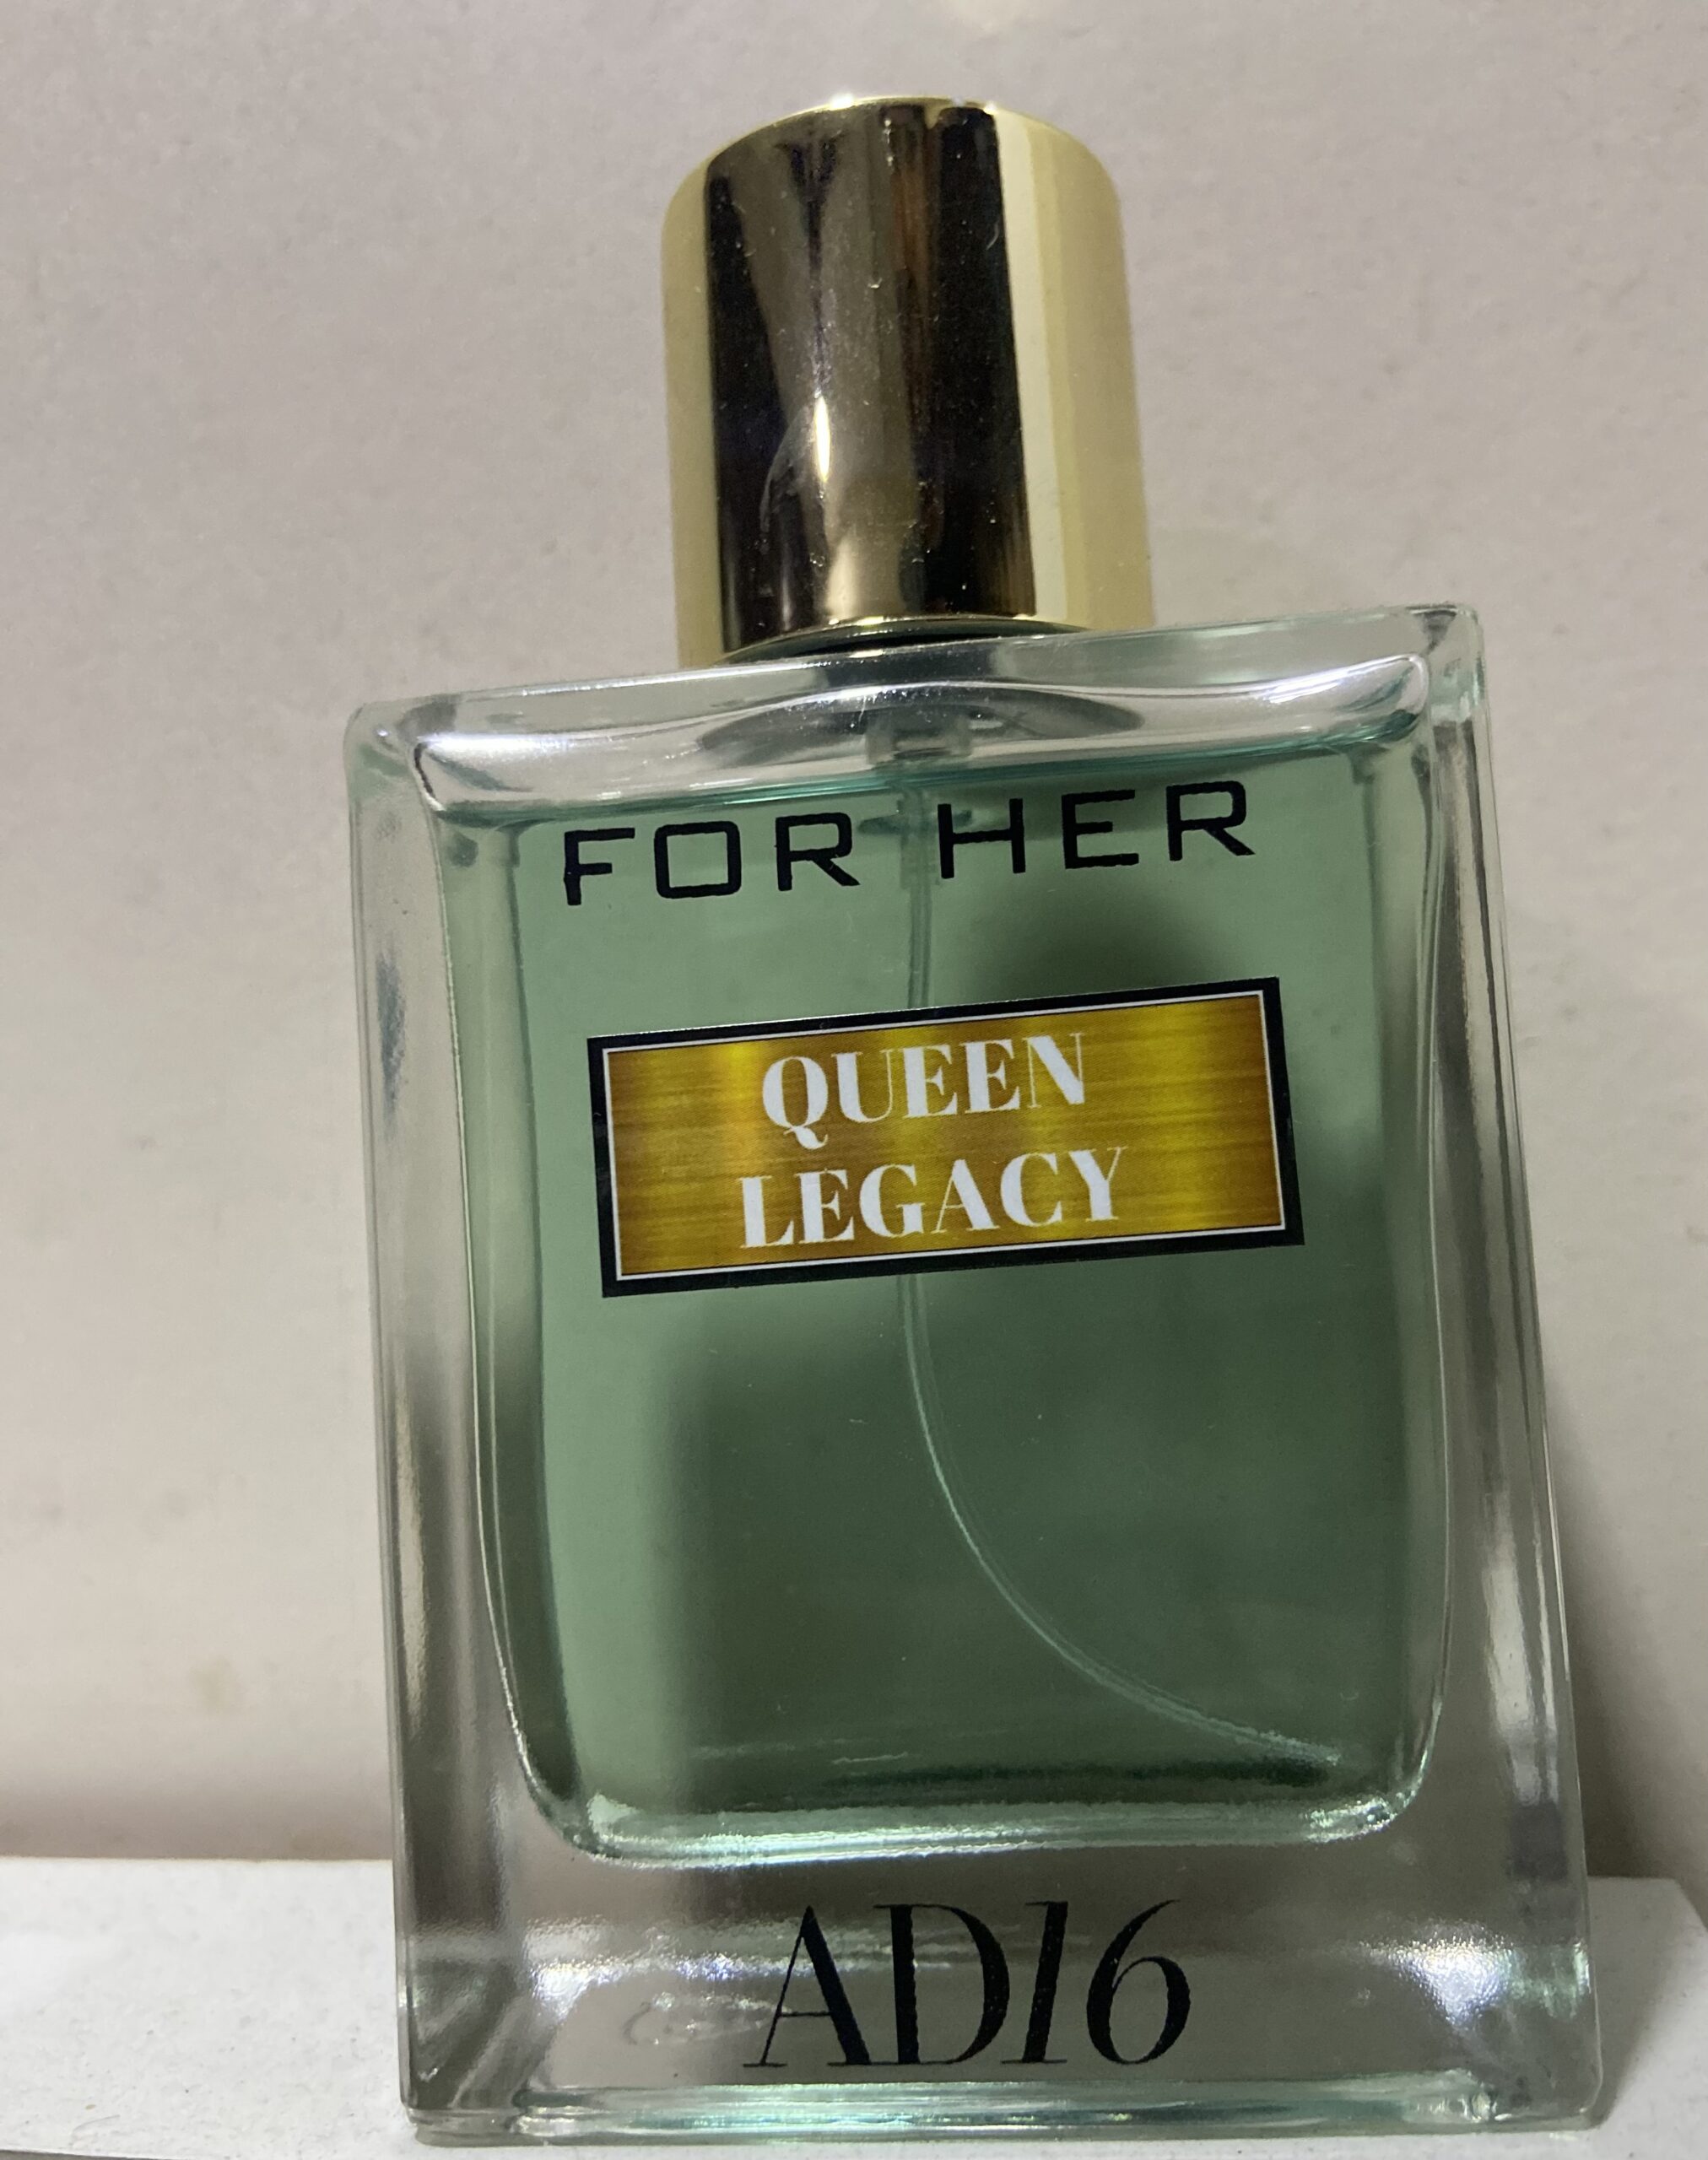 FOR HER
QUEEN
LEGACY
AD16